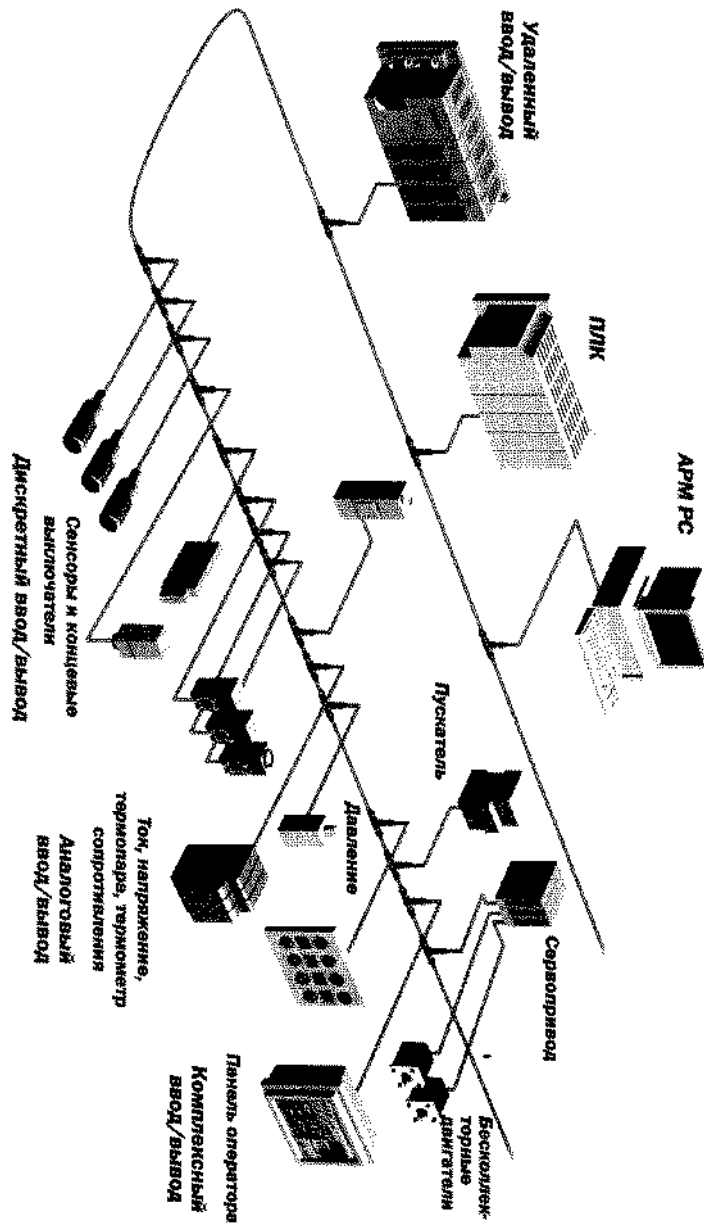 Удаленный
ввод/вывод
ПЛК
АРМ PC
Пускатель
Сервопривод
Бесколлек-
торные
двигатели
Давление
Сенсоры и концевые
выключатели
Дискретный ввод/вывод
Ток, напряжение,
термопара, термометр
сопротивления
Аналоговый
ввод/вывод
Панель оператора
Комплексный
ввод/вывод